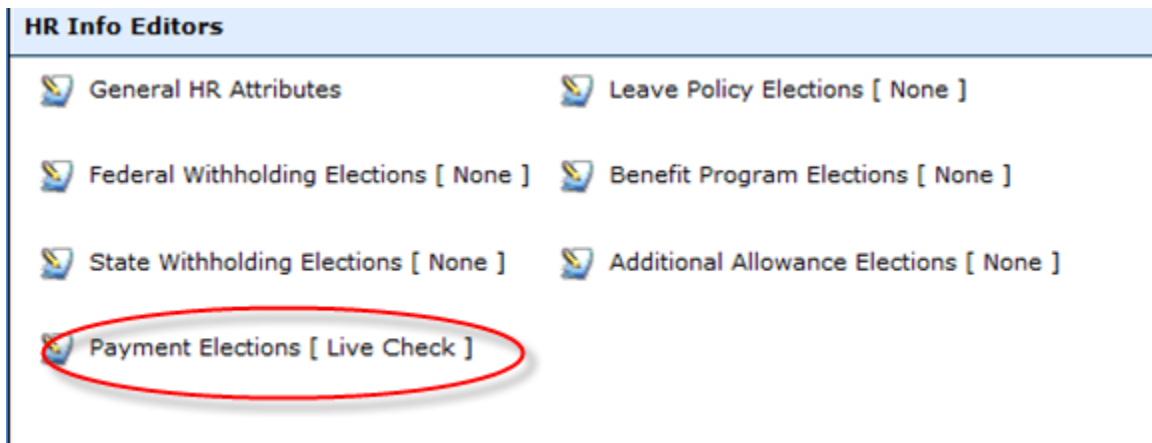 HR Info Editors
General HR Attributes
Leave Policy Elections [ None ]
Federal Withholding Elections [ None ]
Benefit Program Elections [ None ]
State Withholding Elections [ None ]
Additional Allowance Elections [ None ]
Payment Elections [ Live Check ]